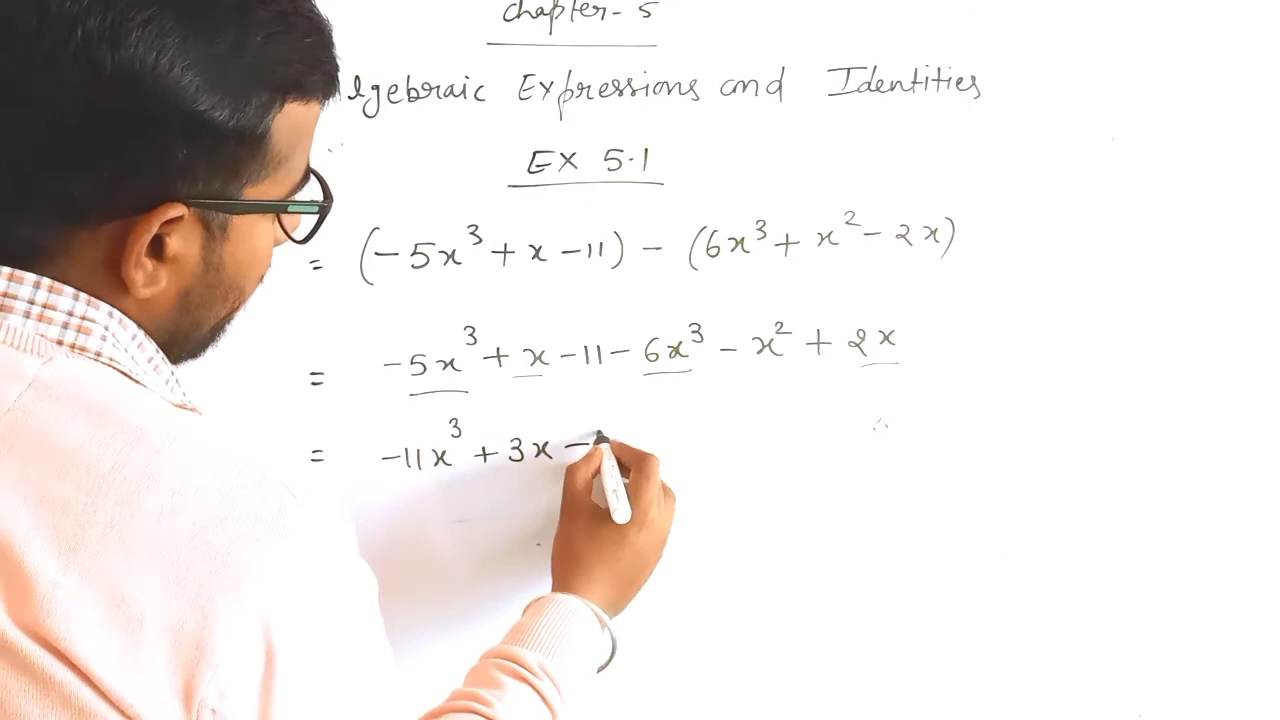 chapter- 5
lgebraic Expressions and Identities
EX 5.1
= (-5x³ + x - 11) - (6x³ + x² - 2x)
= -5x³ + x - 11 - 6x³ - x² + 2x
= -11x³ + 3x -